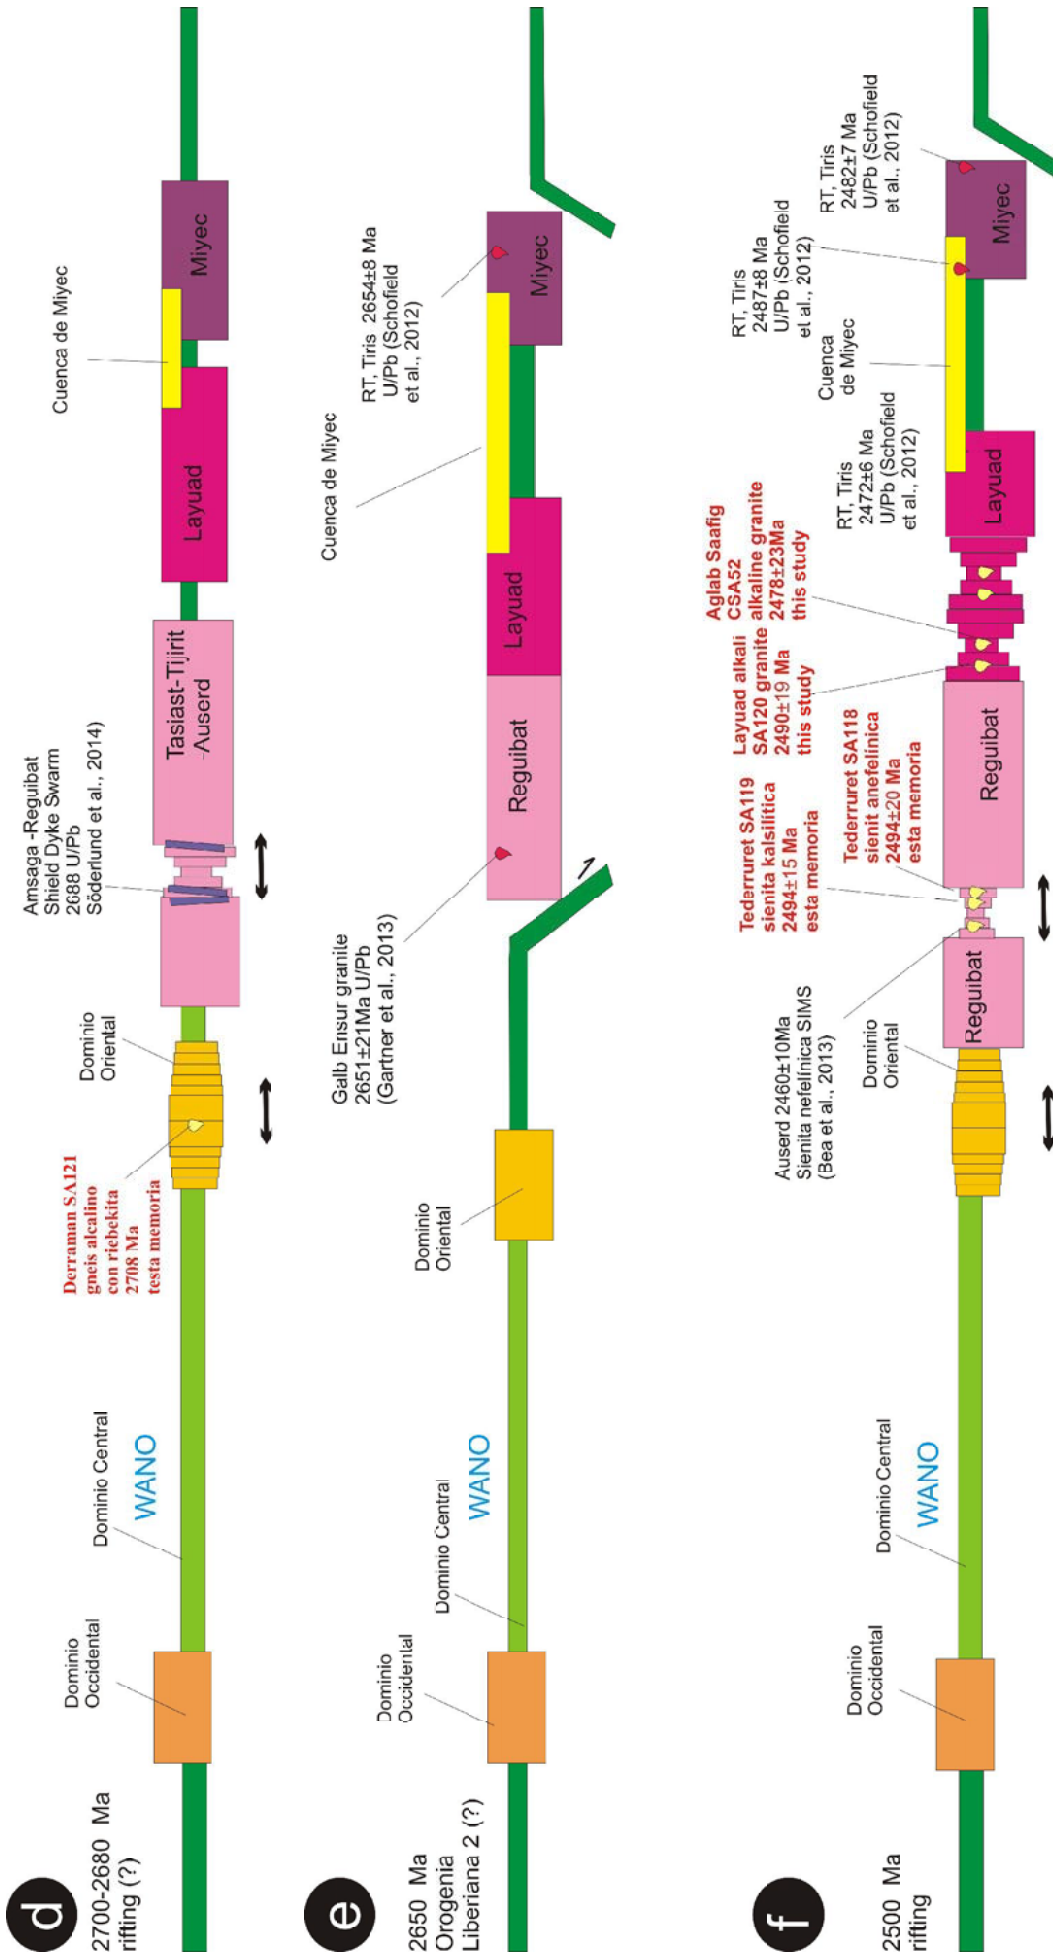 d
2700-2680 Ma
rifting (?)
Dominio
Occidental
Dominio Central
WANO
Derraman SA121
gneis alcalino
con riebekita
2708 Ma
testa memoria
Dominio
Oriental
Amsaga -Reguibat
Shield Dyke Swarm
2688 U/Pb
Söderlund et al., 2014)
Tasiast-Tijirit
-Auserd
Layuad
Miyec
Cuenca de Miyec
e
2650 Ma
Orogenia
Liberiana 2 (?)
Dominio
Occidental
Dominio Central
WANO
Dominio
Oriental
Galb Ensur granite
2651±21Ma U/Pb
(Gartner et al., 2013)
Reguibat
Layuad
Cuenca de Miyec
RT, Tiris 2654±8 Ma
U/Pb (Schofield
et al., 2012)
Miyec
f
2500 Ma
rifting
Dominio
Occidental
Dominio Central
WANO
Dominio
Oriental
Auserd 2460±10Ma
Sienita nefelínica SIMS
(Bea et al., 2013)
Reguibat
Tederruret SA119
sienita kalsilítica
2494±15 Ma
esta memoria
Tederruret SA118
sienit anefelínica
2494±20 Ma
esta memoria
Reguibat
Layuad alkali
SA120 granite
2490±19 Ma
this study
Aglab Saafig
CSA52
alkaline granite
2478±23Ma
this study
Layuad
RT, Tiris
2472±6 Ma
U/Pb (Schofield
et al., 2012)
Cuenca
de Miyec
RT, Tiris
2487±8 Ma
U/Pb (Schofield
et al., 2012)
RT, Tiris
2482±7 Ma
U/Pb (Schofield
et al., 2012)
Miyec